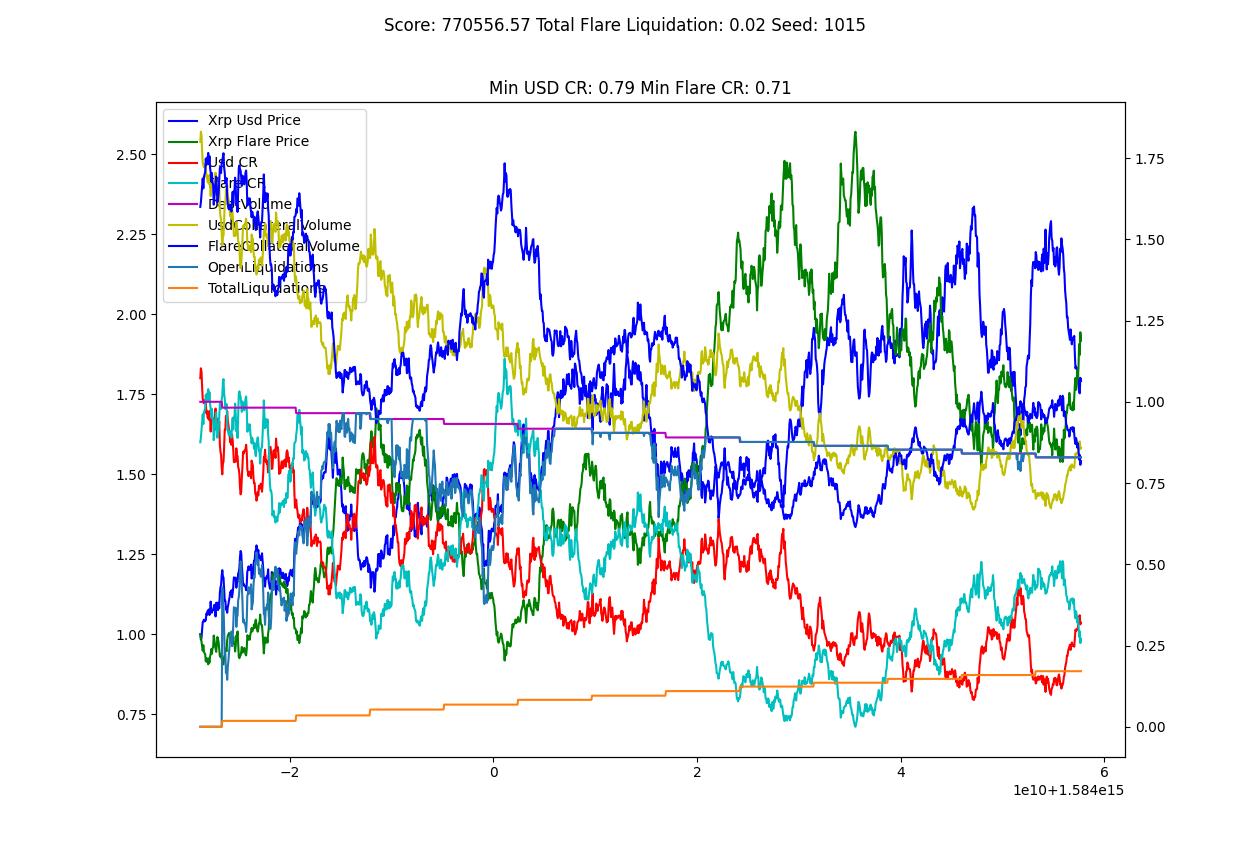 Score: 770556.57 Total Flare Liquidation: 0.02 Seed: 1015
Min USD CR: 0.79 Min Flare CR: 0.71
Xrp Usd Price
Xrp Flare Price
Usd CR
Flare CR
DebtVolume
UsdCollateralVolume
FlareCollateralVolume
OpenLiquidations
TotalLiquidations
2.50
2.25
2.00
1.75
1.50
1.25
1.00
0.75
1.75
1.50
1.25
1.00
0.75
0.50
0.25
0.00
−2 0 2 4 6
1e10+1.584e15